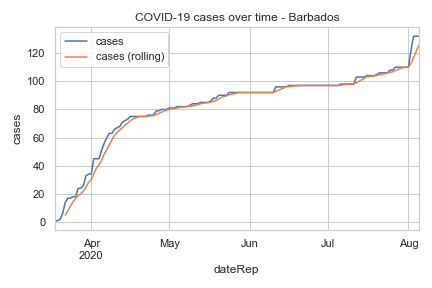 COVID-19 cases over time - Barbados
cases
cases (rolling)
120
100
80
60
40
20
0
cases
Apr
2020
May
Jun
Jul
Aug
dateRep